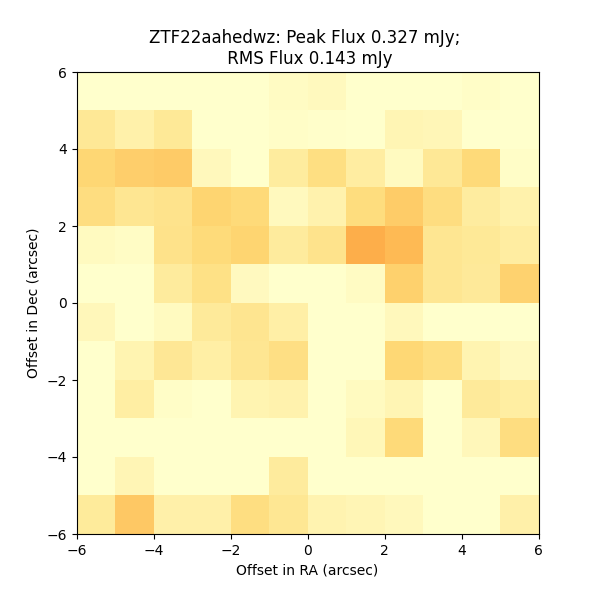 ZTF22aahedwz: Peak Flux 0.327 mJy;
RMS Flux 0.143 mJy
6
4
2
0
−2
−4
−6
Offset in Dec (arcsec)
−6 −4 −2 0 2 4 6
Offset in RA (arcsec)